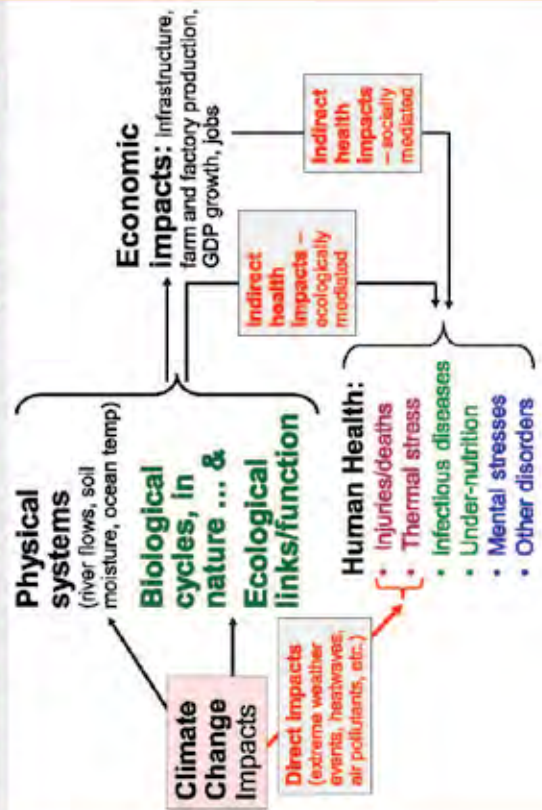 Climate
Change
Impacts
Physical
systems
(river flows, soil
moisture, ocean temp)
Biological
cycles, in
nature ... &
Ecological
links/function
Economic
impacts: infrastructure,
farm and factory production,
GDP growth, jobs
Direct impacts
(extreme weather
events, heatwaves,
air pollutants, etc.)
Indirect
health
impacts –
ecologically
mediated
Indirect
health
impacts
– socially
mediated
Human Health:
• Injuries/deaths
• Thermal stress
• Infectious diseases
• Under-nutrition
• Mental stresses
• Other disorders